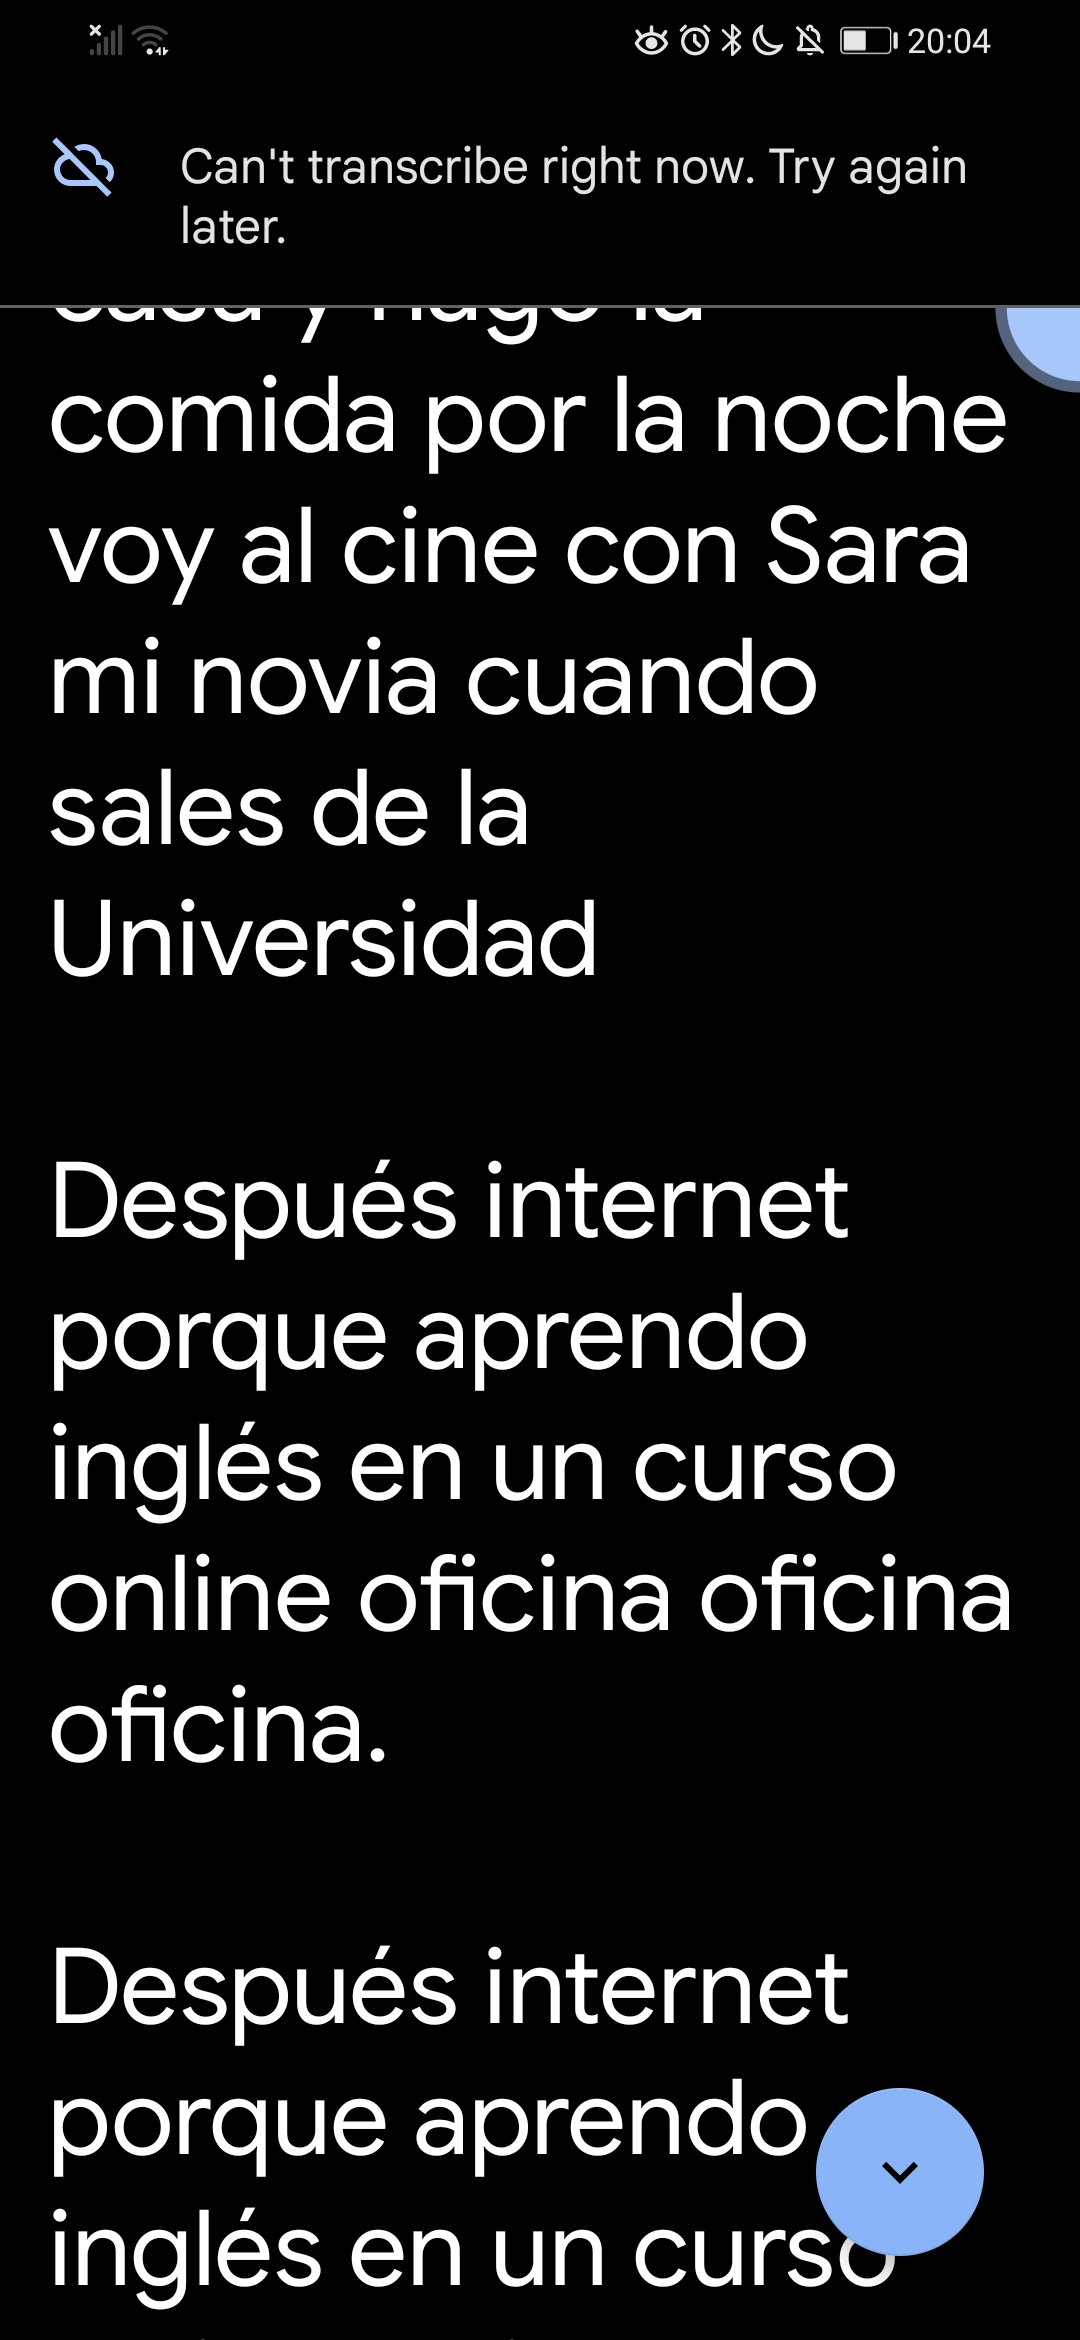 20:04
Can't transcribe right now. Try again
later.
comida por la noche
voy al cine con Sara
mi novia cuando
sales de la
Universidad
Después internet
porque aprendo
inglés en un curso
online oficina oficina
oficina.
Después internet
porque aprendo
inglés en un curso